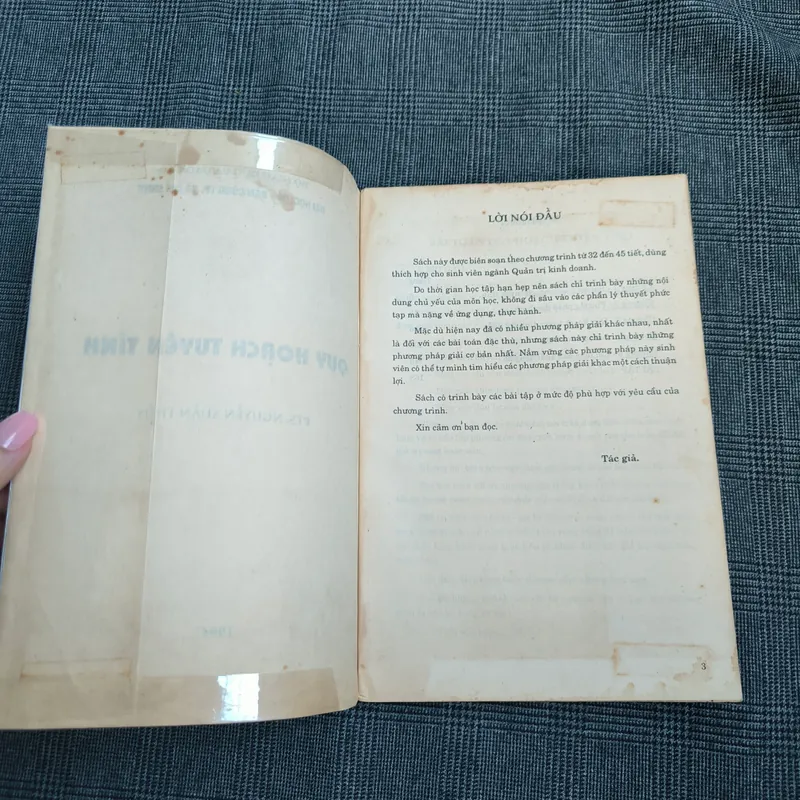 QUY HOẠCH TUYẾN TÍNH
PTS. NGUYỄN XUÂN
LỜI NÓI ĐẦU
Sách này được biên soạn theo chương trình từ 32 đến 45 tiết, dùng
thích hợp cho sinh viên ngành Quản trị kinh doanh.
Do thời gian học tập hạn hẹp nên sách chỉ trình bày những nội
dung chủ yếu của môn học, không đi sâu vào các phần lý thuyết phức
tạp mà nặng về ứng dụng, thực hành.
Mặc dù hiện nay đã có nhiều phương pháp giải khác nhau, nhất
là đối với các bài toán đặc thù, nhưng sách này chỉ trình bày những
phương pháp giải cơ bản nhất. Nắm vững các phương pháp này sinh
viên có thể tự mình tìm hiểu các phương pháp giải khác một cách thuận
lợi.
Sách có trình bày các bài tập ở mức độ phù hợp với yêu cầu của
chương trình.
Xin cảm ơn bạn đọc.
Tác giả.
3